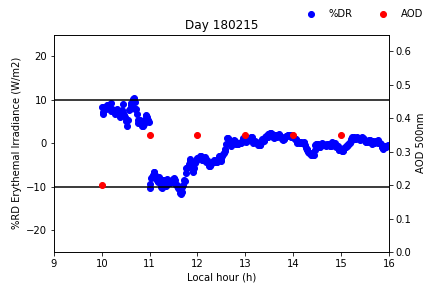 %DR AOD
Day 180215
%RD Erythemal Irradiance (W/m2)
20
10
0
−10
−20
0.6
0.5
0.4
0.3
0.2
0.1
0.0
AOD 500nm
9 10 11 12 13 14 15 16
Local hour (h)